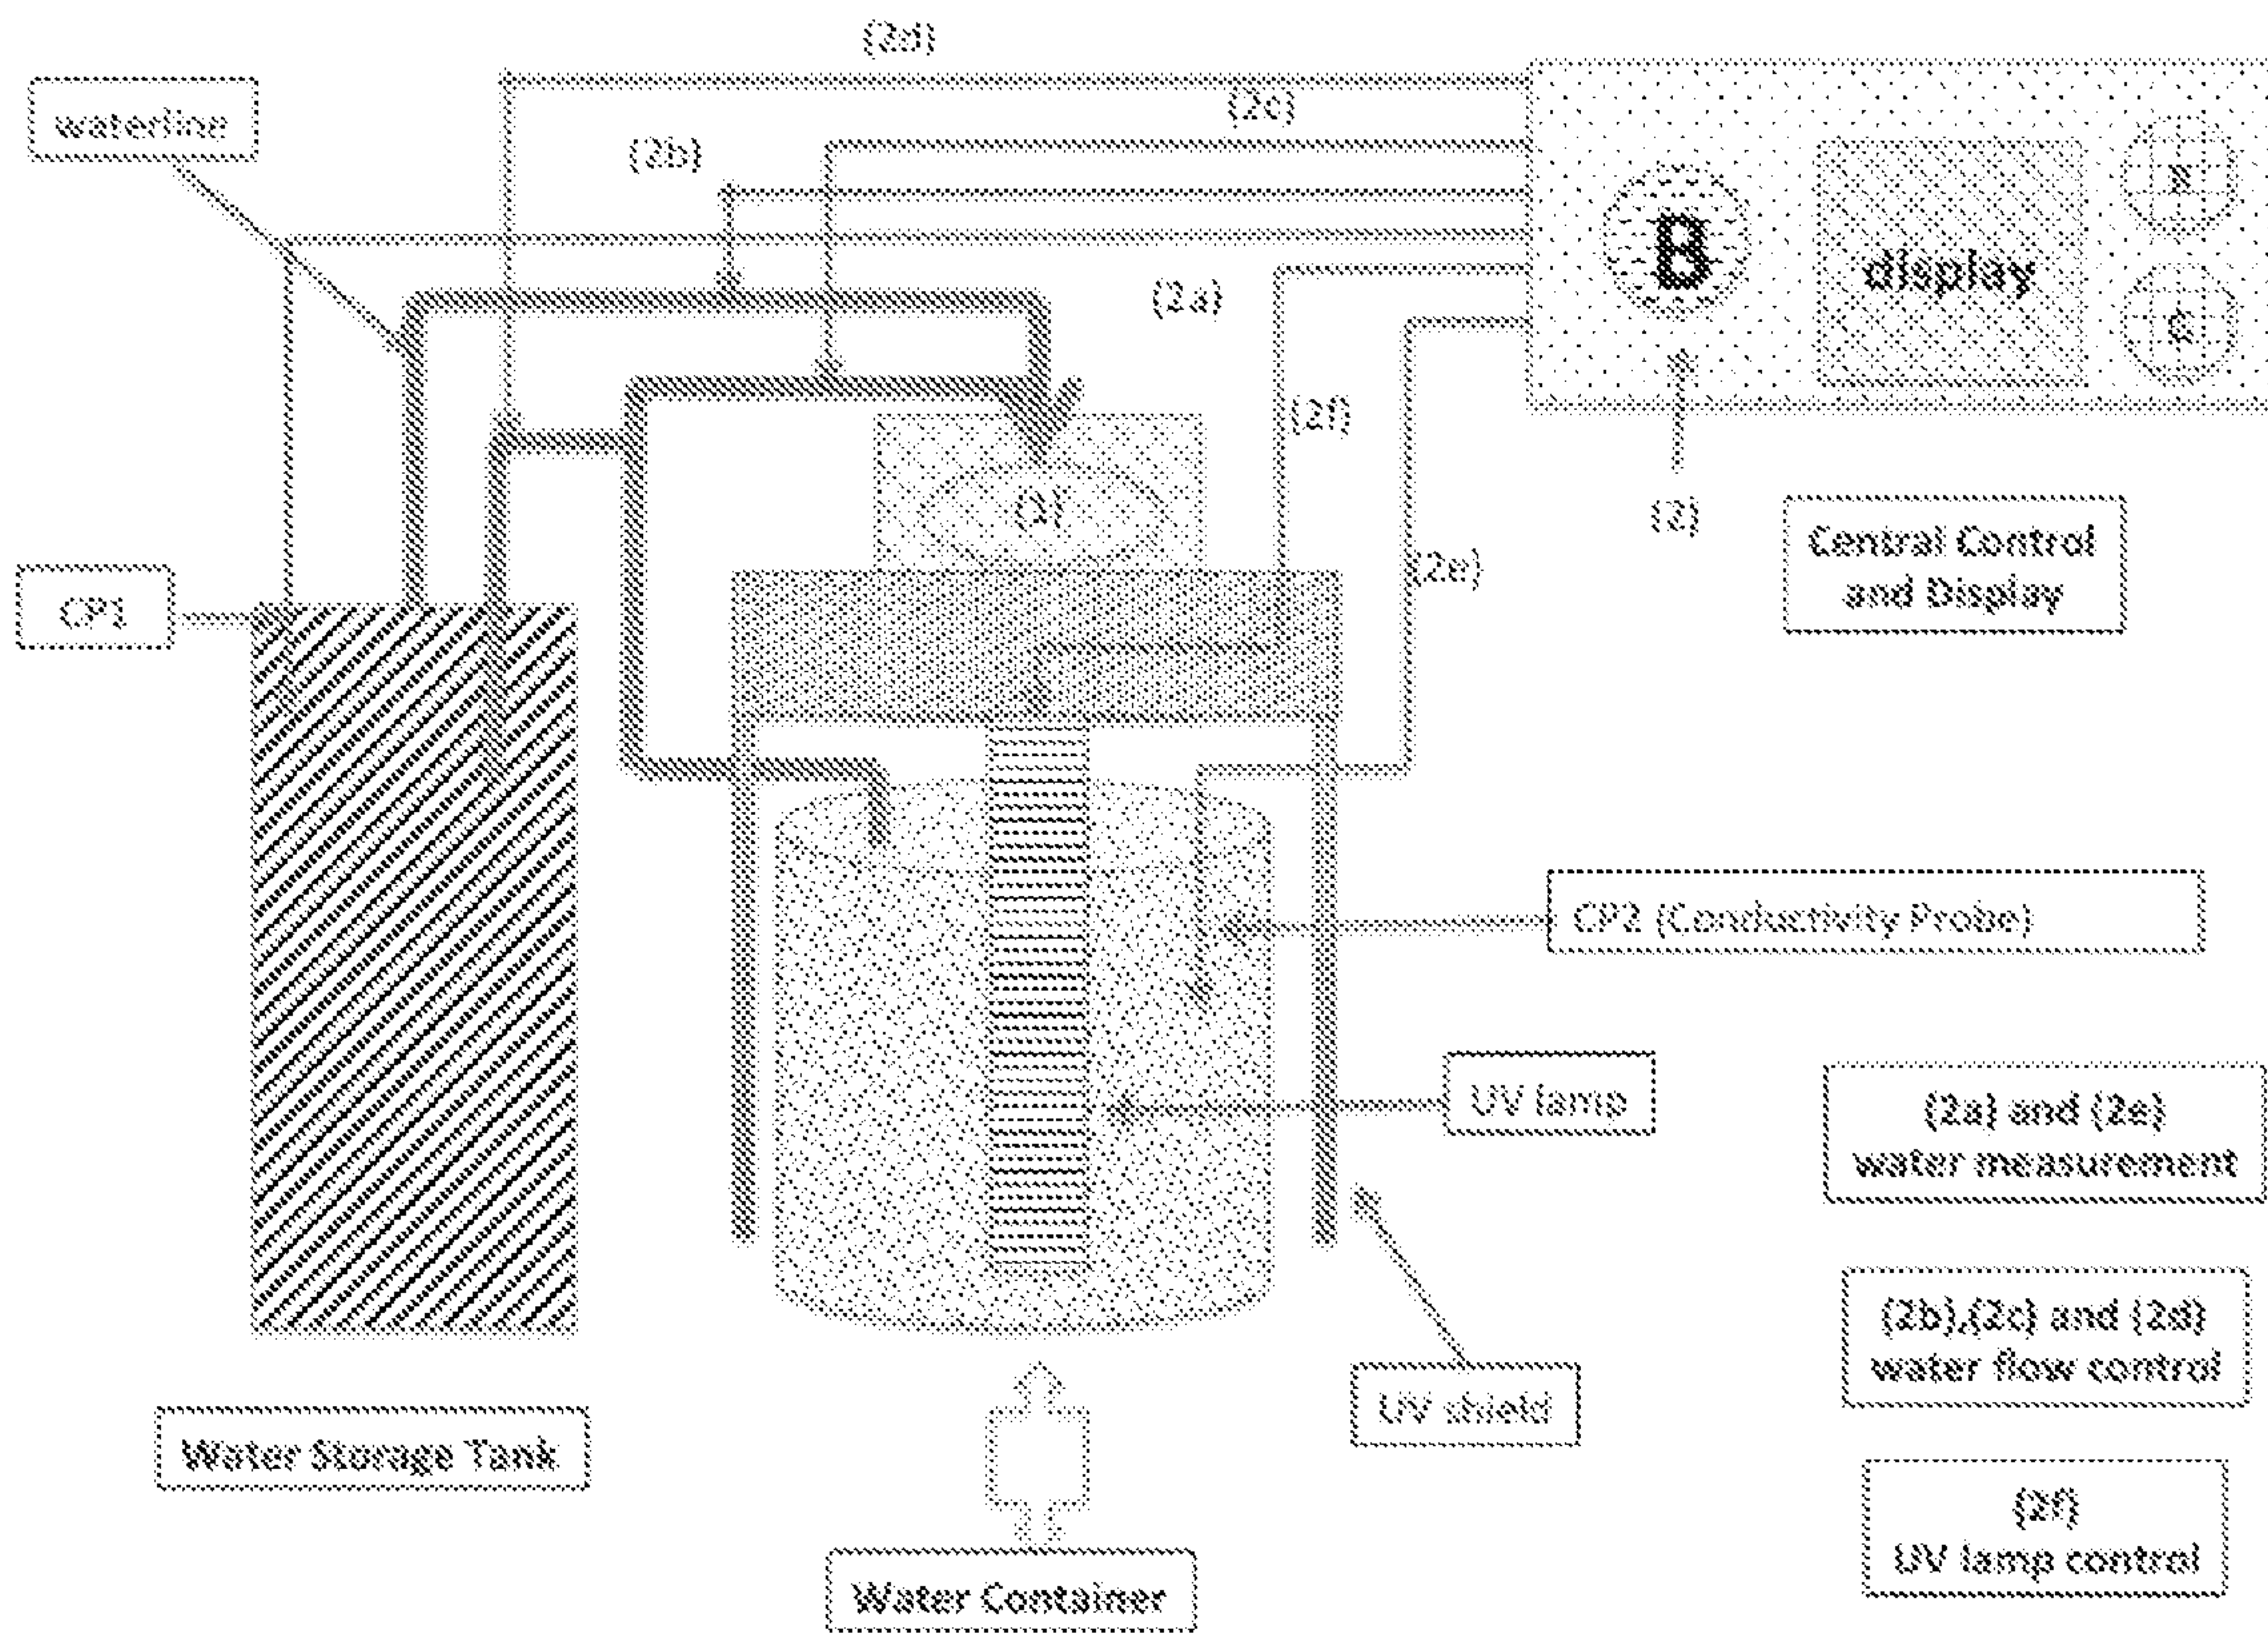 (2d)
(2c)
waterline
(2b)
B
display
R
G
(2a)
(2f)
(1)
(2)
Central Control
and Display
(2e)
CP1
CP2 (Conductivity Probe)
UV lamp
(2a) and (2e)
water measurement
(2b),(2c) and (2d)
water flow control
UV shield
Water Storage Tank
(2f)
UV lamp control
Water Container